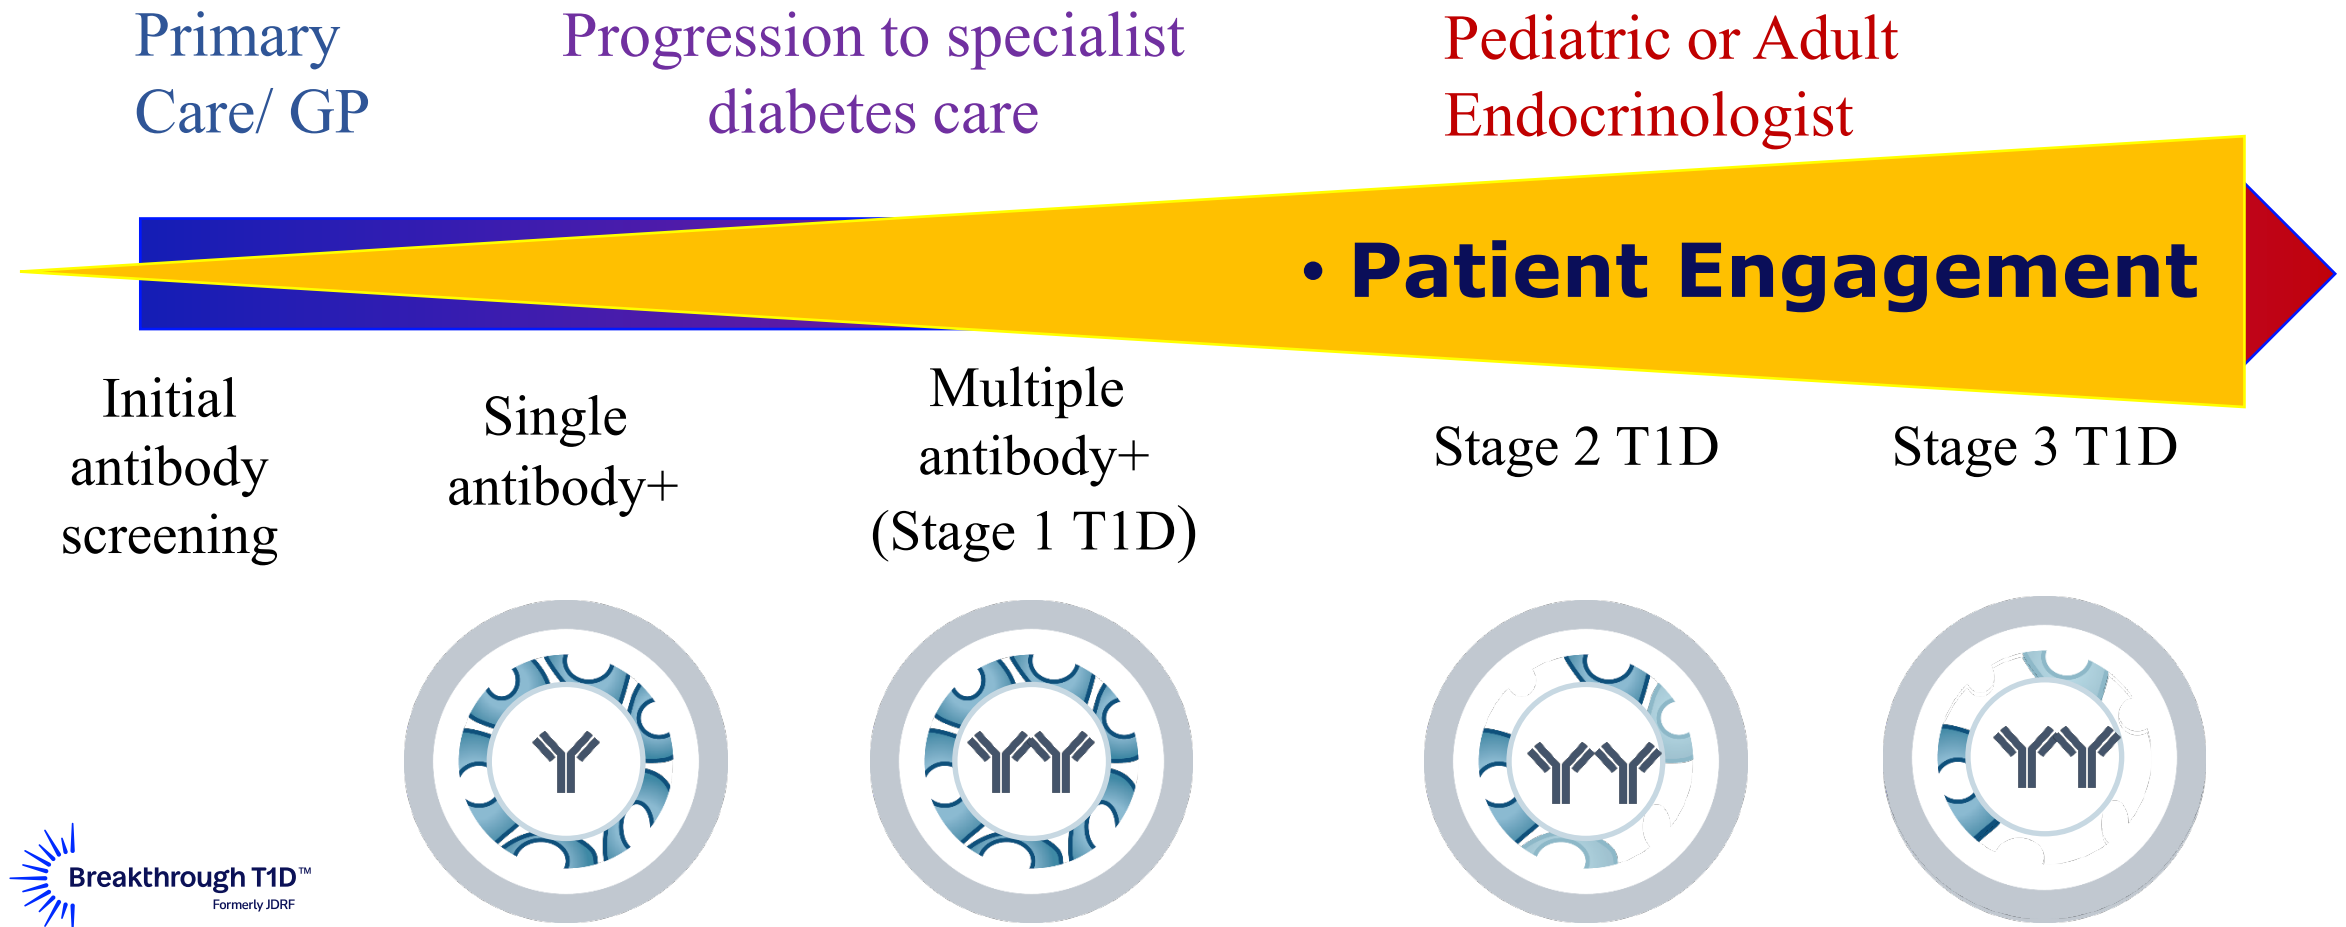 Primary
Care/ GP
Progression to specialist
diabetes care
Pediatric or Adult
Endocrinologist
• Patient Engagement
Initial
antibody
screening
Single
antibody+
Multiple
antibody+
(Stage 1 T1D)
Stage 2 T1D
Stage 3 T1D
Breakthrough T1D™
Formerly JDRF